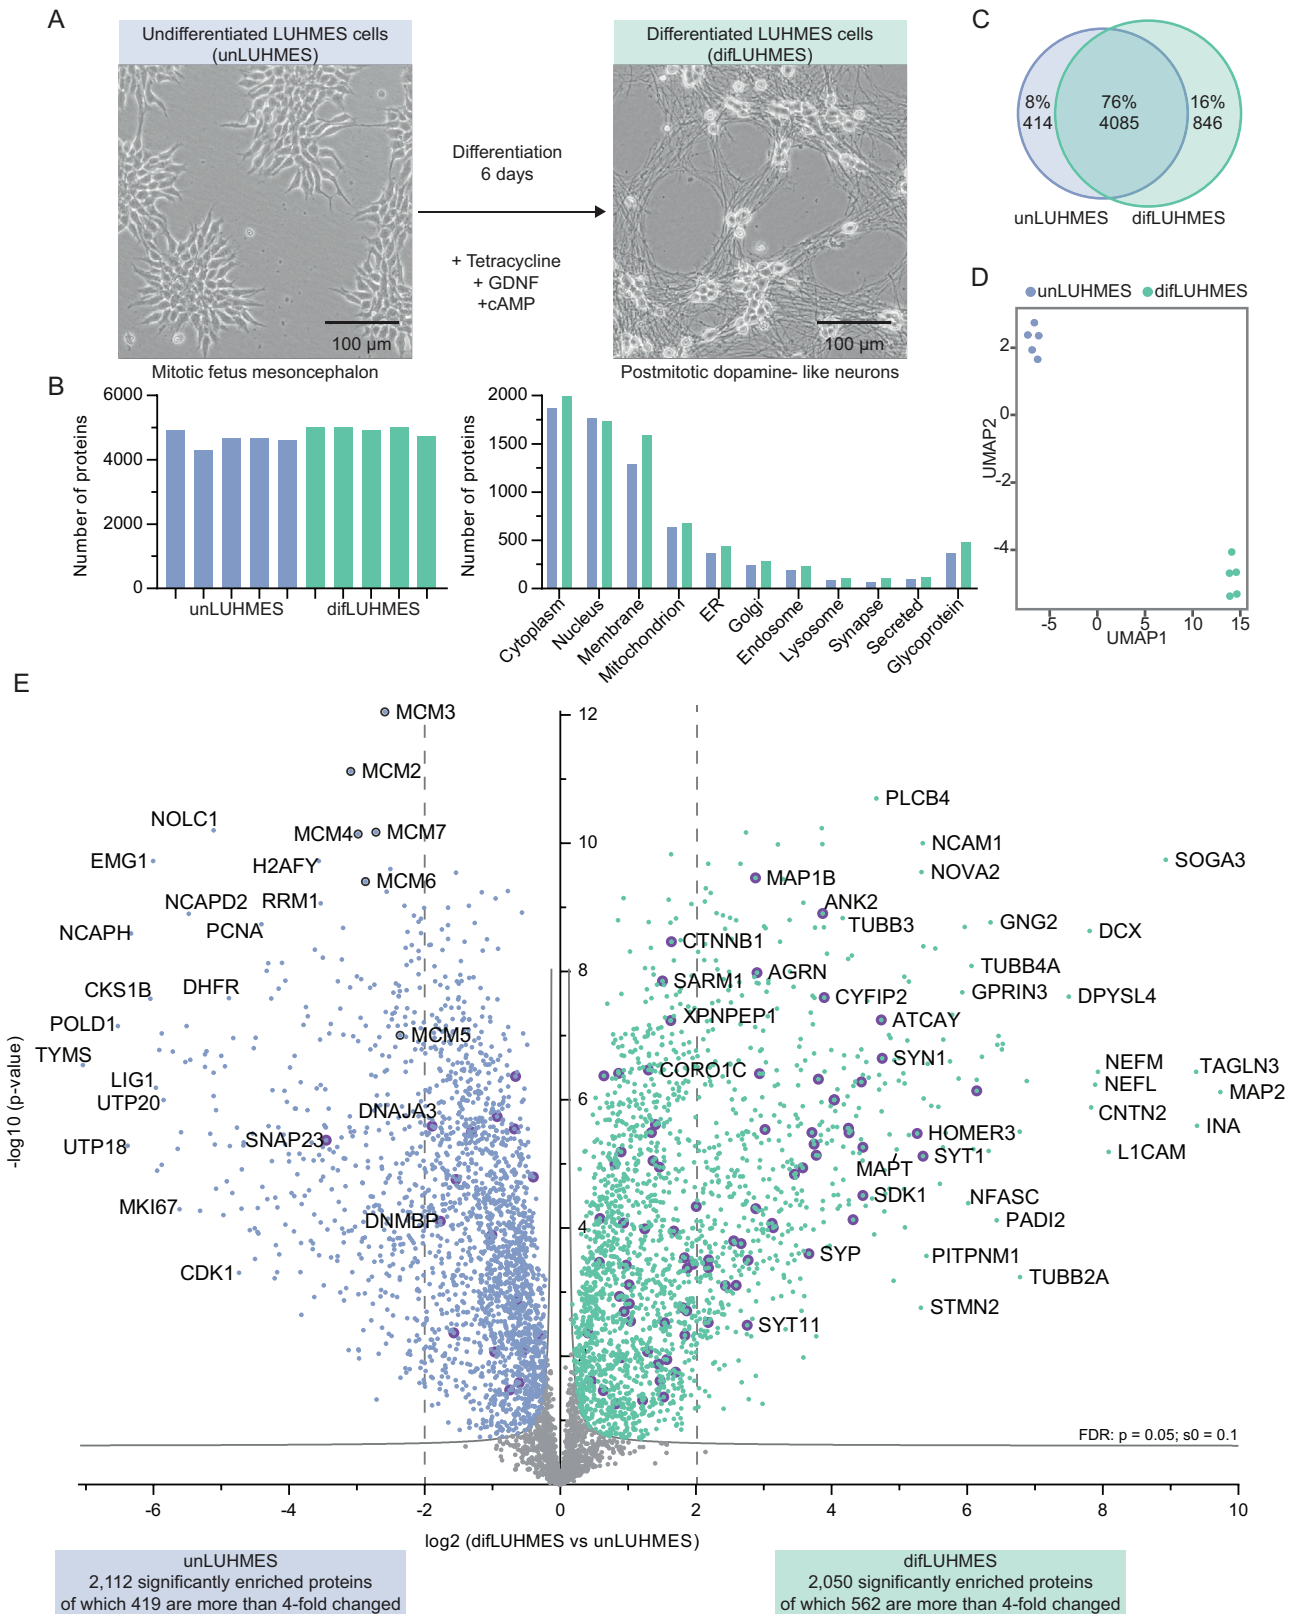 A
Undifferentiated LUHMES cells
(unLUHMES)
Differentiation
6 days
+ Tetracycline
+ GDNF
+cAMP
Differentiated LUHMES cells
(difLUHMES)
100 µm
100 µm
Mitotic fetus mesoncephalon
Postmitotic dopamine- like neurons
B
Number of proteins
6000
4000
2000
0
unLUHMES
difLUHMES
Number of proteins
2000
1500
1000
500
0
Cytoplasm
Nucleus
Membrane
Mitochondrion
ER
Golgi
Endosome
Lysosome
Synapse
Secreted
Glycoprotein
C
8%
414
76%
4085
16%
846
unLUHMES
difLUHMES
D
unLUHMES
difLUHMES
UMAP2
2
0
-2
-4
-5
0
5
10
15
UMAP1
E
-log10 (p-value)
12
10
8
6
4
MCM3
MCM2
NOLC1
MCM4
MCM7
EMG1
H2AFY
MCM6
NCAPD2
RRM1
NCAPH
PCNA
CKS1B
DHFR
POLD1
MCM5
TYMS
LIG1
UTP20
DNAJA3
UTP18
SNAP23
MKI67
DNMBP
CDK1
PLCB4
NCAM1
SOGA3
NOVA2
MAP1B
ANK2
TUBB3
GNG2
DCX
CTNNB1
TUBB4A
SARM1
AGRN
GPRIN3
DPYSL4
CYFIP2
XPNPEP1
ATCAY
SYN1
CORO1C
NEFM
TAGLN3
NEFL
MAP2
CNTN2
INA
HOMER3
MAPT
SYT1
L1CAM
SDK1
NFASC
PADI2
SYP
PITPNM1
TUBB2A
STMN2
SYT11
FDR: p = 0.05; s0 = 0.1
-6
-4
-2
0
2
4
6
8
10
log2 (difLUHMES vs unLUHMES)
unLUHMES
2,112 significantly enriched proteins
of which 419 are more than 4-fold changed
difLUHMES
2,050 significantly enriched proteins
of which 562 are more than 4-fold changed